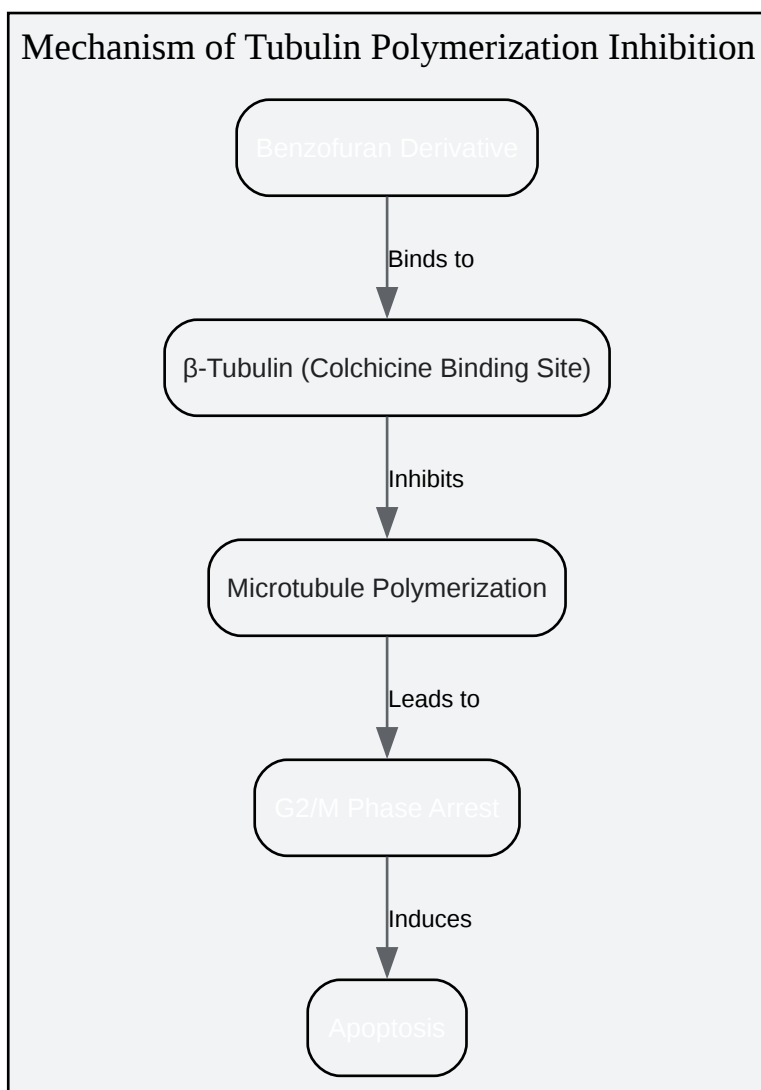 Mechanism of Tubulin Polymerization Inhibition
Benzofuran Derivative
Binds to
β-Tubulin (Colchicine Binding Site)
Inhibits
Microtubule Polymerization
Leads to
G2/M Phase Arrest
Induces
Apoptosis